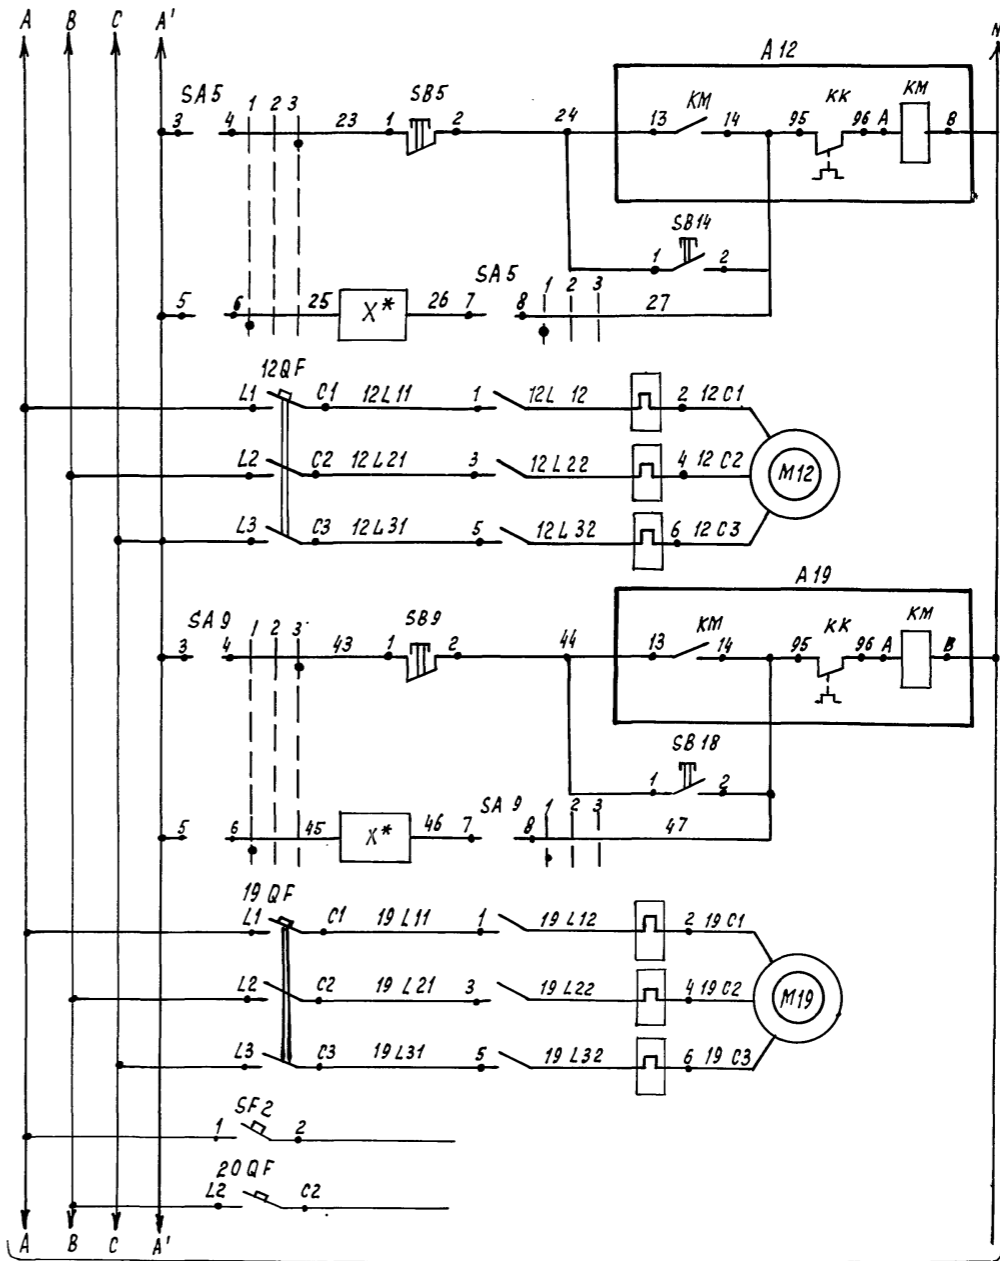 A B C A' N
A12
SA5 1 2 3 SB5 KM KK KM
3 4 23 1 2 24 13 14 95 96 A B
SB14
1 2
SA5
5 6 25 X* 26 7 8 1 2 3 27
12QF
L1 C1 12L11 1 12L 12 2 12C1
L2 C2 12L21 3 12L22 4 12C2
M12
L3 C3 12L31 5 12L32 6 12C3
A19
SA9 1 2 3 SB9 KM KK KM
3 4 43 1 2 44 13 14 95 96 A B
SB18
1 2
SA9
5 6 45 X* 46 7 8 1 2 3 47
19QF
L1 C1 19L11 1 19L12 2 19C1
L2 C2 19L21 3 19L22 4 19C2
M19
L3 C3 19L31 5 19L32 6 19C3
SF2
1 2
20QF
L2 C2
A B C A'